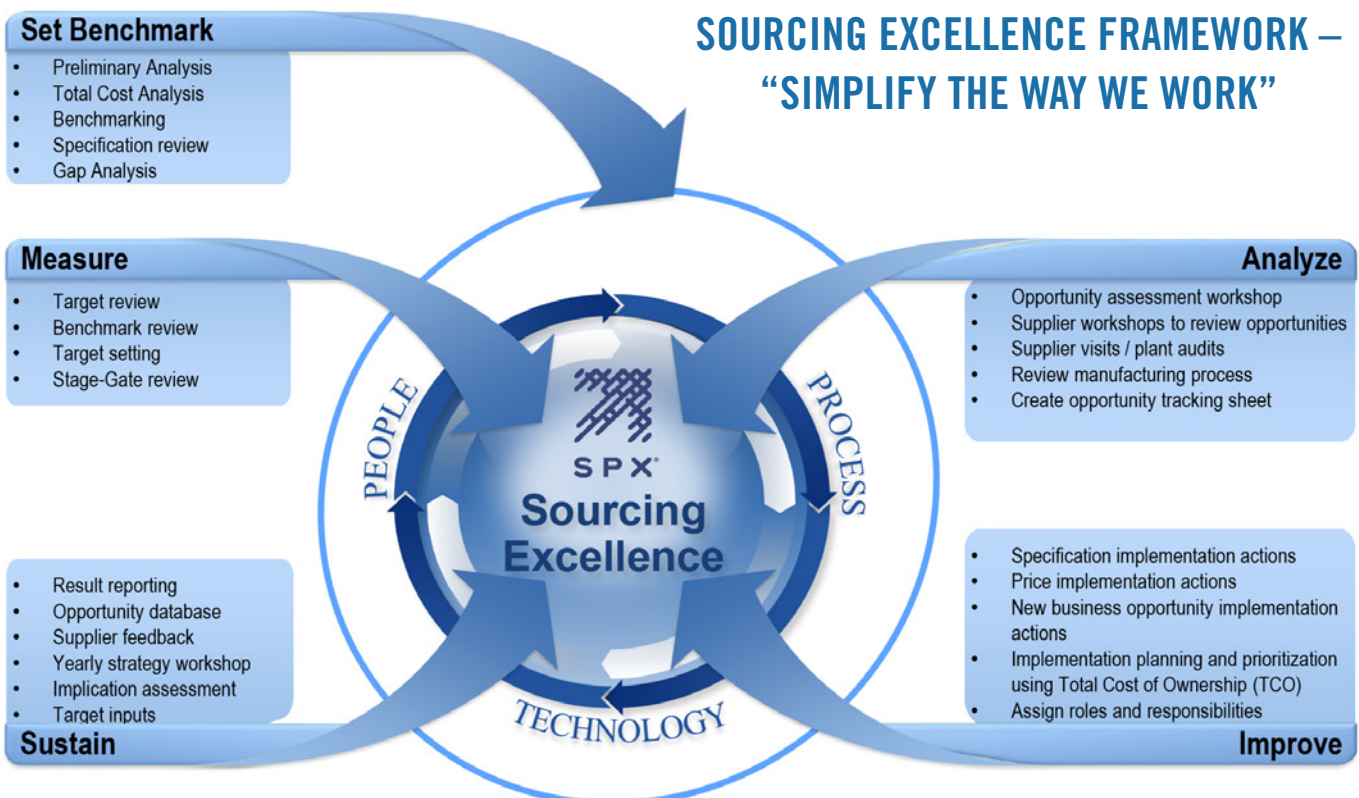 SOURCING EXCELLENCE FRAMEWORK –
“SIMPLIFY THE WAY WE WORK”
Set Benchmark
• Preliminary Analysis
• Total Cost Analysis
• Benchmarking
• Specification review
• Gap Analysis
Measure
• Target review
• Benchmark review
• Target setting
• Stage-Gate review
Analyze
• Opportunity assessment workshop
• Supplier workshops to review opportunities
• Supplier visits / plant audits
• Review manufacturing process
• Create opportunity tracking sheet
PEOPLE
PROCESS
TECHNOLOGY
SPX®
Sourcing
Excellence
• Result reporting
• Opportunity database
• Supplier feedback
• Yearly strategy workshop
• Implication assessment
• Target inputs
Sustain
• Specification implementation actions
• Price implementation actions
• New business opportunity implementation
actions
• Implementation planning and prioritization
using Total Cost of Ownership (TCO)
• Assign roles and responsibilities
Improve